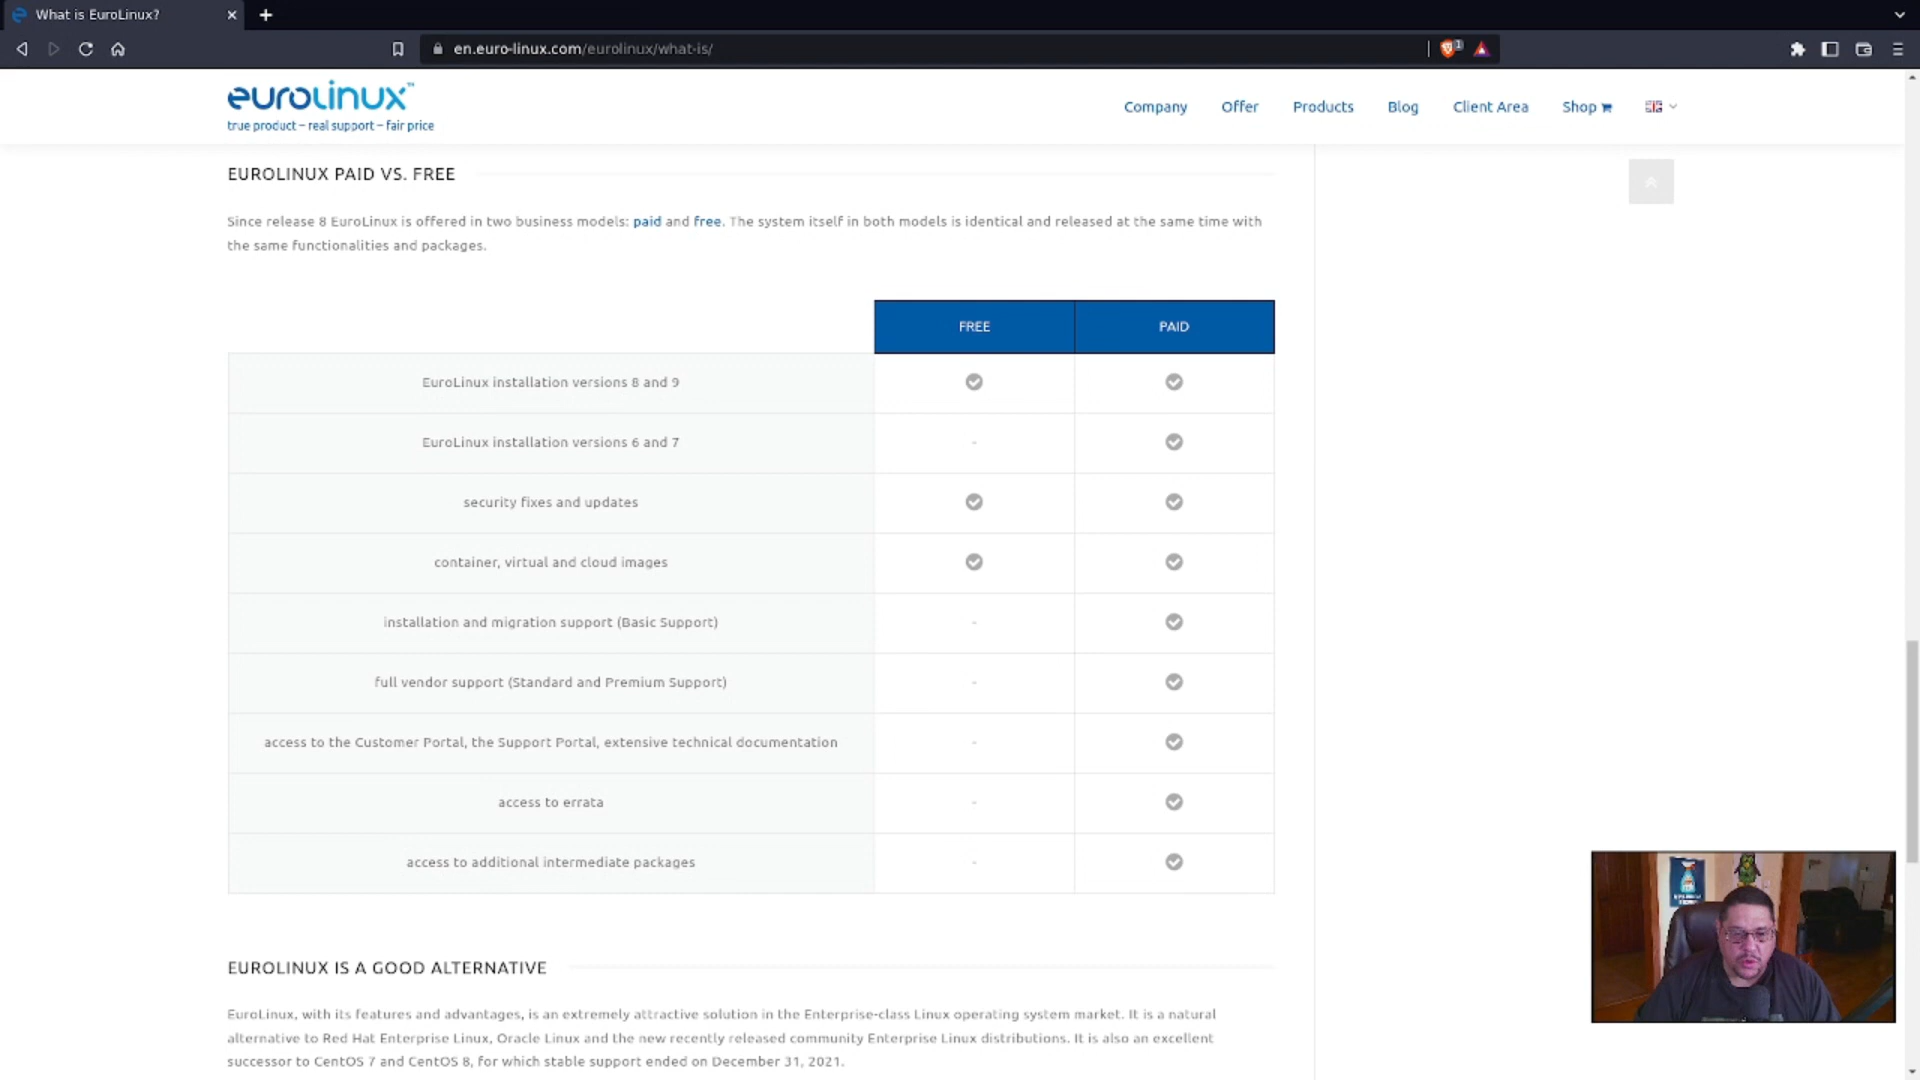 What is EuroLinux?
en.euro-linux.com/eurolinux/what-is/
1
eurolinux™
true product – real support – fair price
Company
Offer
Products
Blog
Client Area
Shop
EUROLINUX PAID VS. FREE
Since release 8 EuroLinux is offered in two business models: paid and free. The system itself in both models is identical and released at the same time with
the same functionalities and packages.
FREE PAID
EuroLinux installation versions 8 and 9
EuroLinux installation versions 6 and 7 -
security fixes and updates
container, virtual and cloud images
installation and migration support (Basic Support) -
full vendor support (Standard and Premium Support) -
access to the Customer Portal, the Support Portal, extensive technical documentation -
access to errata -
access to additional intermediate packages -
EUROLINUX IS A GOOD ALTERNATIVE
EuroLinux, with its features and advantages, is an extremely attractive solution in the Enterprise-class Linux operating system market. It is a natural
alternative to Red Hat Enterprise Linux, Oracle Linux and the new recently released community Enterprise Linux distributions. It is also an excellent
successor to CentOS 7 and CentOS 8, for which stable support ended on December 31, 2021.